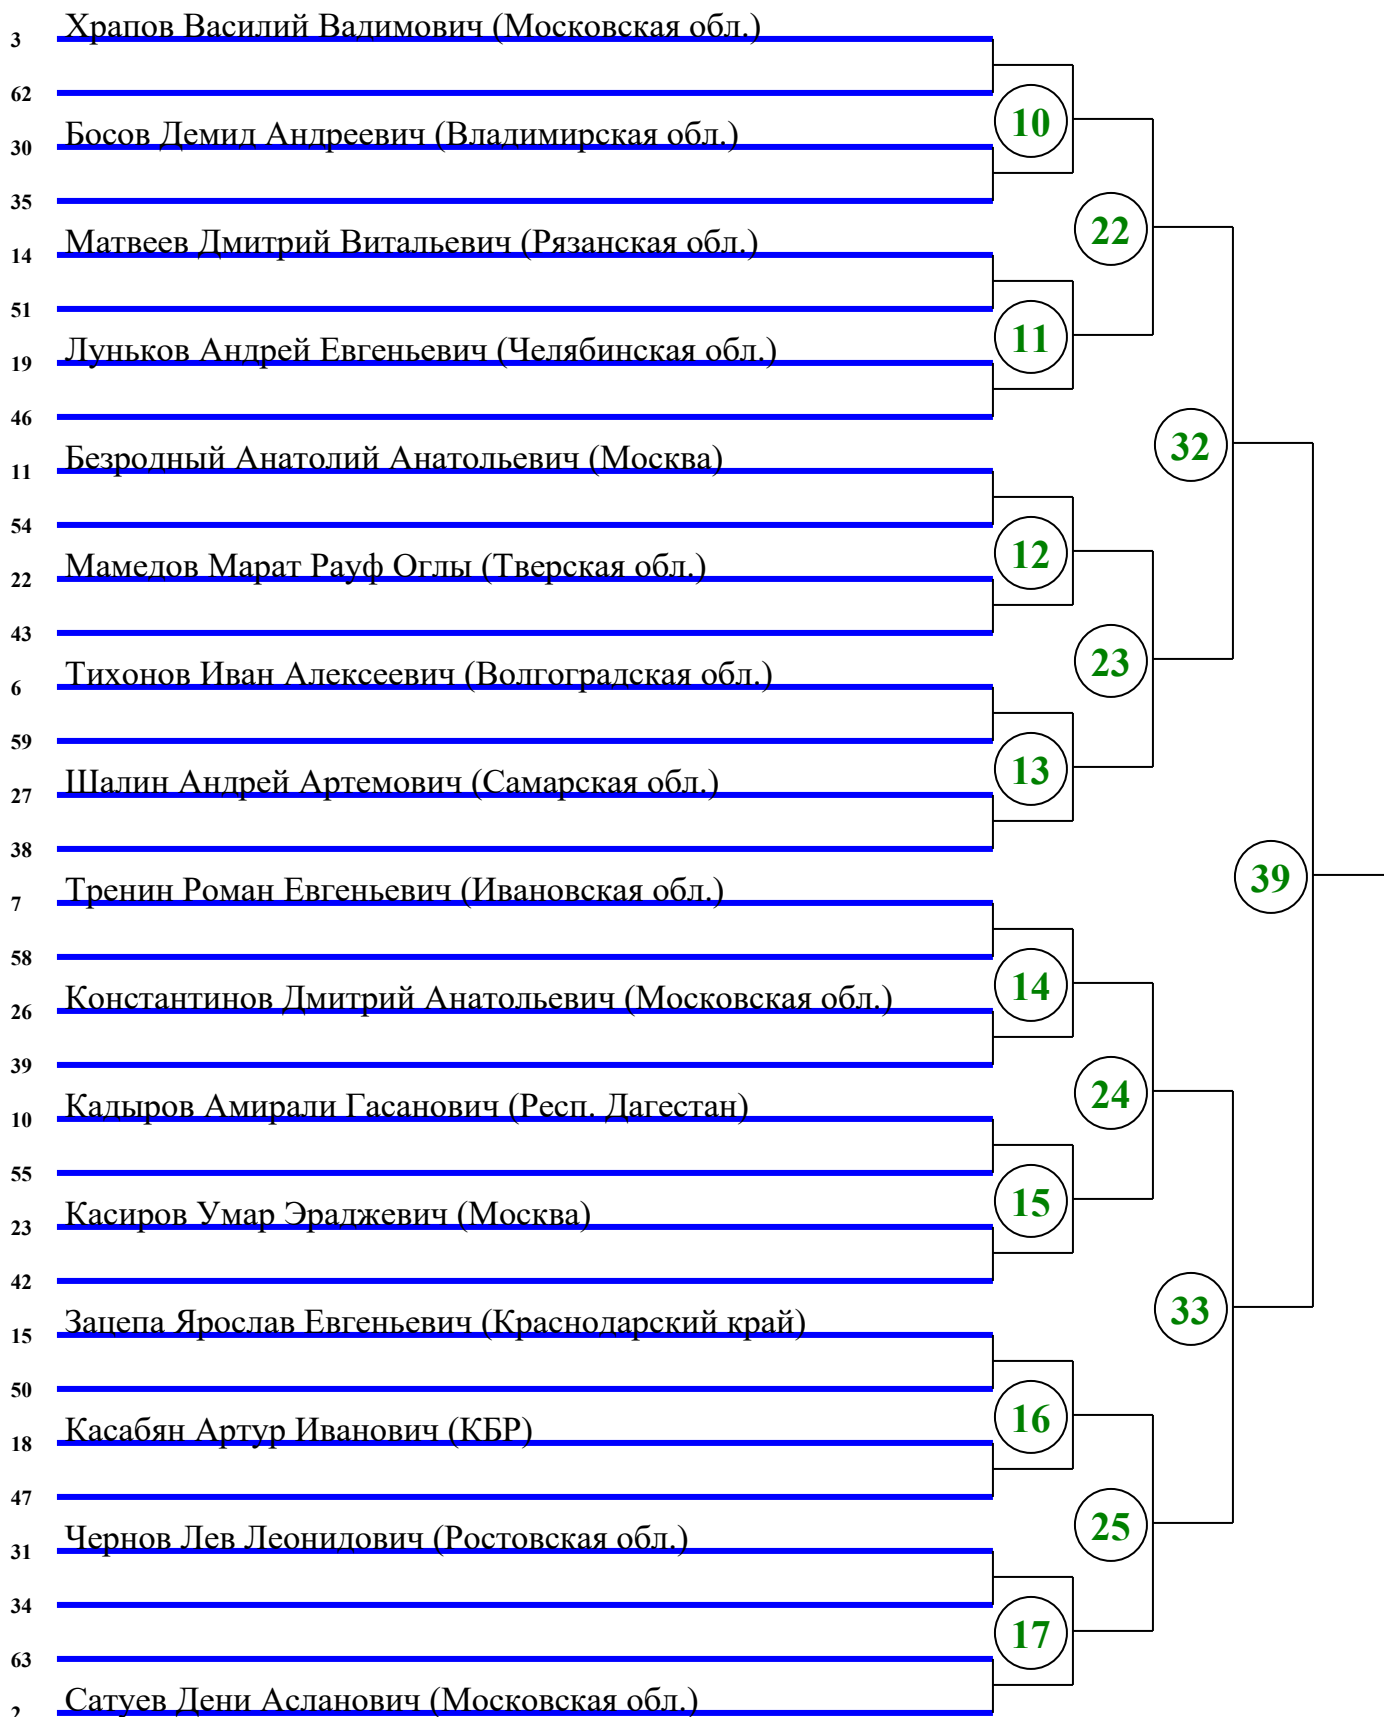 3 Храпов Василий Вадимович (Московская обл.)
62
10
30 Босов Демид Андреевич (Владимирская обл.)
35
22
14 Матвеев Дмитрий Витальевич (Рязанская обл.)
51
11
19 Луньков Андрей Евгеньевич (Челябинская обл.)
46
32
11 Безродный Анатолий Анатольевич (Москва)
54
12
22 Мамедов Марат Рауф Оглы (Тверская обл.)
43
23
6 Тихонов Иван Алексеевич (Волгоградская обл.)
59
13
27 Шалин Андрей Артемович (Самарская обл.)
38
39
7 Тренин Роман Евгеньевич (Ивановская обл.)
58
14
26 Константинов Дмитрий Анатольевич (Московская обл.)
39
24
10 Кадыров Амирали Гасанович (Респ. Дагестан)
55
15
23 Касиров Умар Эраджевич (Москва)
42
33
15 Зацепа Ярослав Евгеньевич (Краснодарский край)
50
16
18 Касабян Артур Иванович (КБР)
47
25
31 Чернов Лев Леонидович (Ростовская обл.)
34
17
63
2 Сатуев Дени Асланович (Московская обл.)